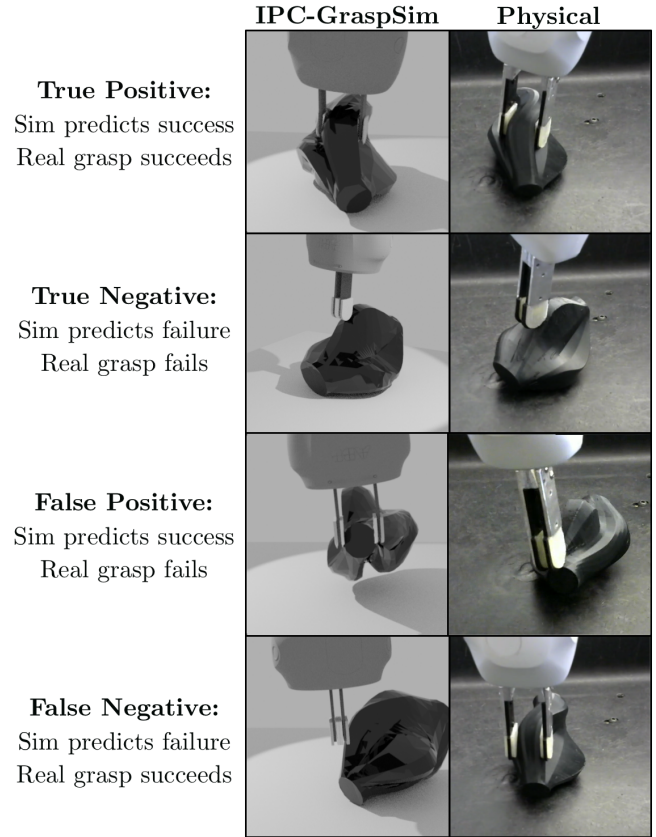 IPC-GraspSim Physical
True Positive:
Sim predicts success
Real grasp succeeds
True Negative:
Sim predicts failure
Real grasp fails
False Positive:
Sim predicts success
Real grasp fails
False Negative:
Sim predicts failure
Real grasp succeeds